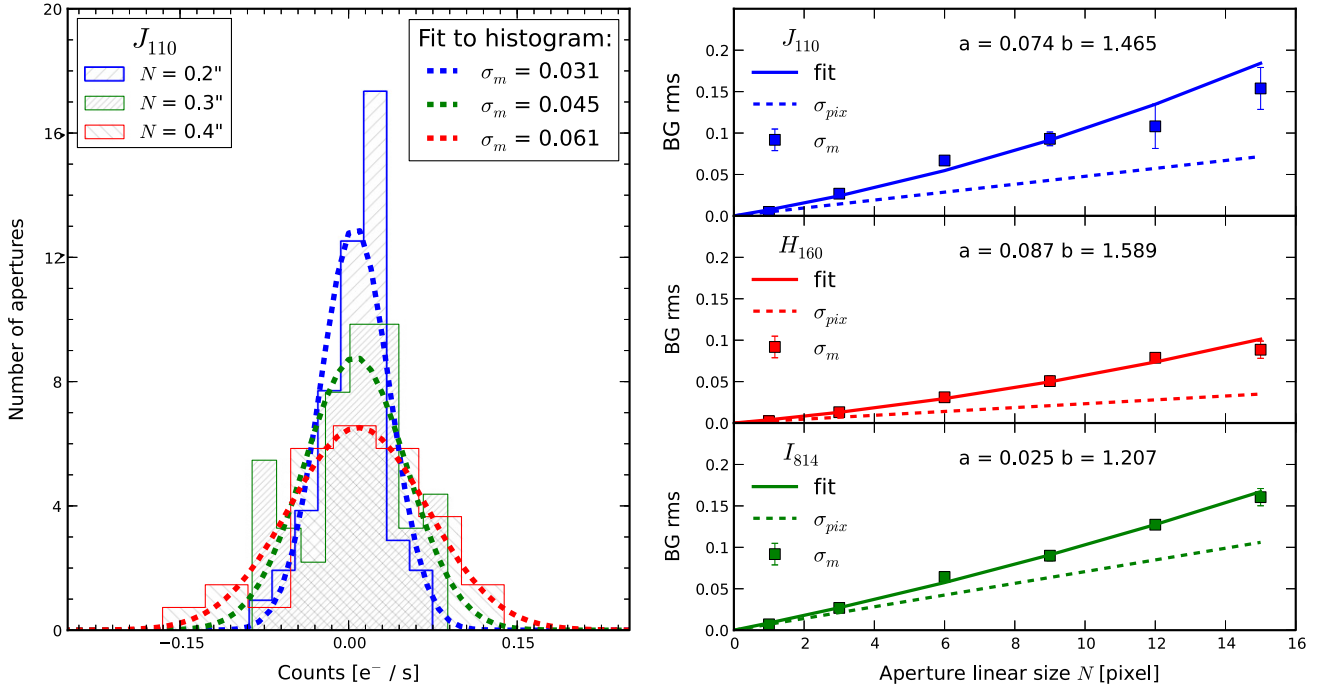 20
16
12
8
4
0
Number of apertures
J110
N = 0.2"
N = 0.3"
N = 0.4"
Fit to histogram:
σm = 0.031
σm = 0.045
σm = 0.061
−0.15
0.00
0.15
Counts [e⁻ / s]
BG rms
0.2
0.15
0.1
0.05
0.0
J110
a = 0.074 b = 1.465
fit
σpix
σm
BG rms
0.2
0.15
0.1
0.05
0.0
H160
a = 0.087 b = 1.589
fit
σpix
σm
BG rms
0.2
0.15
0.1
0.05
0.0
I814
a = 0.025 b = 1.207
fit
σpix
σm
0 2 4 6 8 10 12 14 16
Aperture linear size N [pixel]